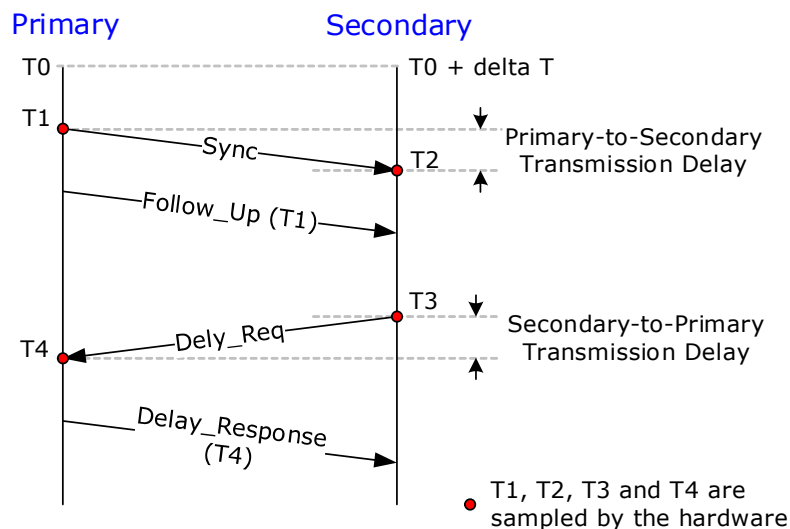 Primary
Secondary
T0
T0 + delta T
T1
Sync
T2
Primary-to-Secondary
Transmission Delay
Follow_Up (T1)
T3
Dely_Req
T4
Secondary-to-Primary
Transmission Delay
Delay_Response
(T4)
T1, T2, T3 and T4 are
sampled by the hardware